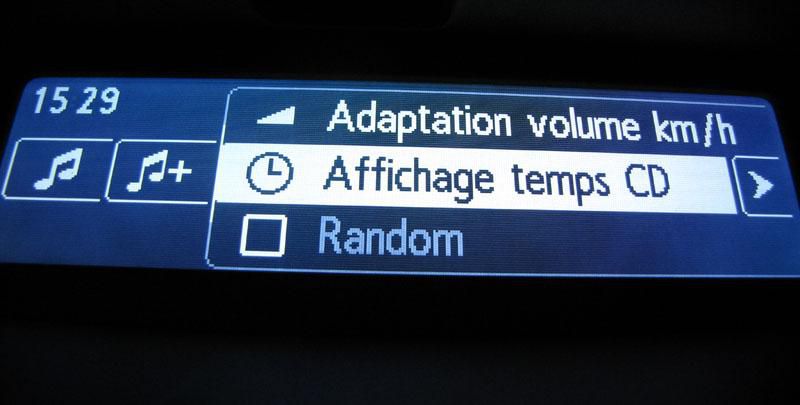 15 29
Adaptation volume km/h
Affichage temps CD
Random